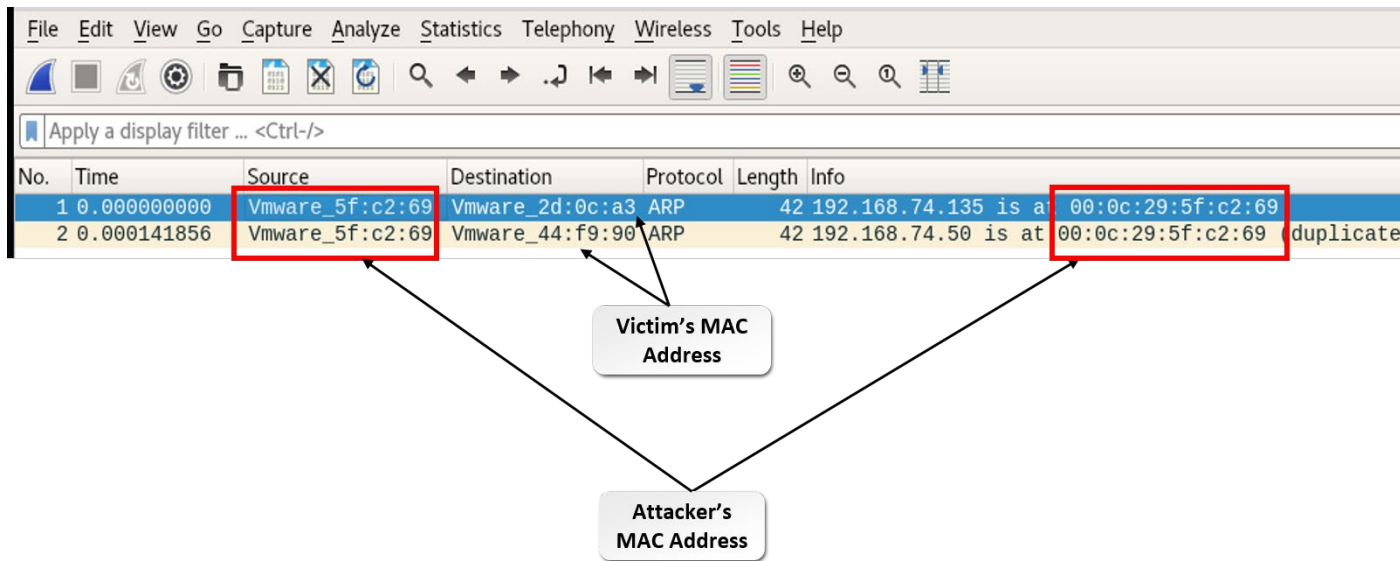 File Edit View Go Capture Analyze Statistics Telephony Wireless Tools Help
Apply a display filter ... <Ctrl-/>
No. Time Source Destination Protocol Length Info
1 0.000000000 Vmware_5f:c2:69 Vmware_2d:0c:a3 ARP 42 192.168.74.135 is at 00:0c:29:5f:c2:69
2 0.000141856 Vmware_5f:c2:69 Vmware_44:f9:90 ARP 42 192.168.74.50 is at 00:0c:29:5f:c2:69 (duplicate
Victim's MAC
Address
Attacker's
MAC Address